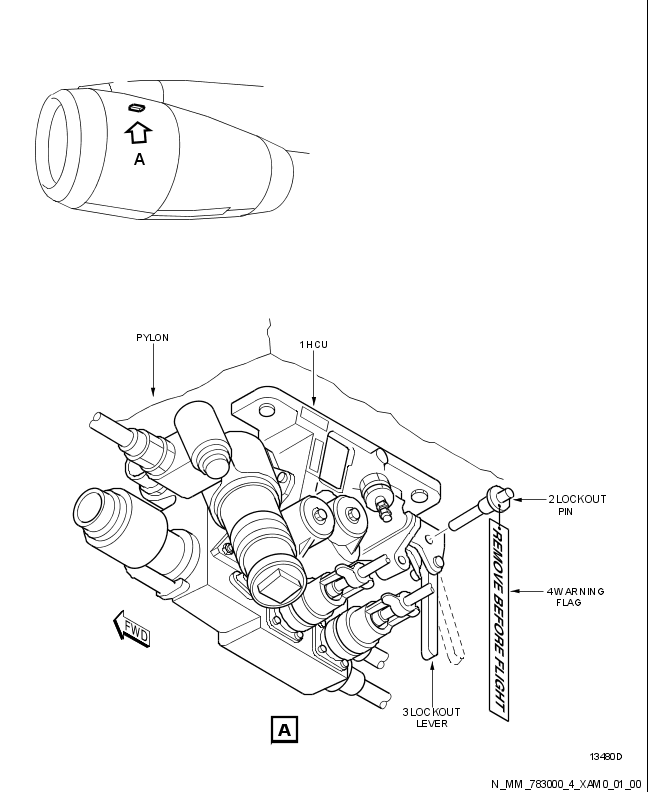 A
PYLON
1 HCU
2 LOCKOUT
PIN
REMOVE BEFORE FLIGHT
4 WARNING
FLAG
FWD
3 LOCKOUT
LEVER
A
13480D
N_MM_783000_4_XAM0_01_00